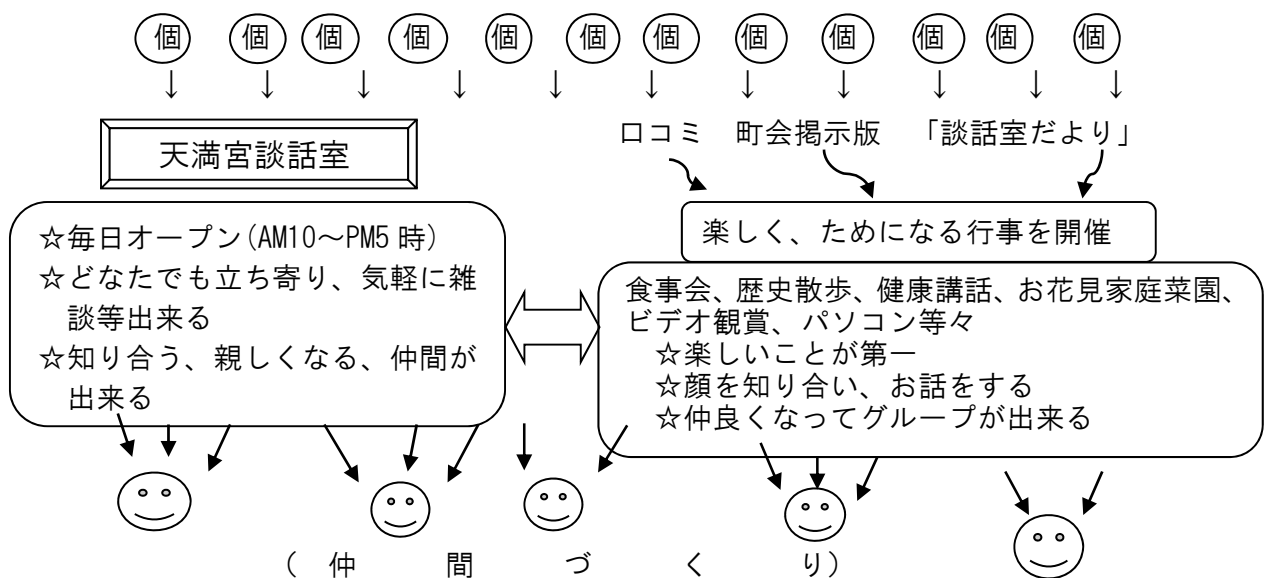 個 個 個 個 個 個 個 個 個 個 個 個
天満宮談話室
口コミ 町会掲示版 「談話室だより」
楽しく、ためになる行事を開催
☆毎日オープン(AM10～PM5時)
☆どなたでも立ち寄り、気軽に雑
談等出来る
☆知り合う、親しくなる、仲間が
出来る
食事会、歴史散歩、健康講話、お花見家庭菜園、
ビデオ観賞、パソコン等々
☆楽しいことが第一
☆顔を知り合い、お話をする
☆仲良くなってグループが出来る
(仲間づくり)